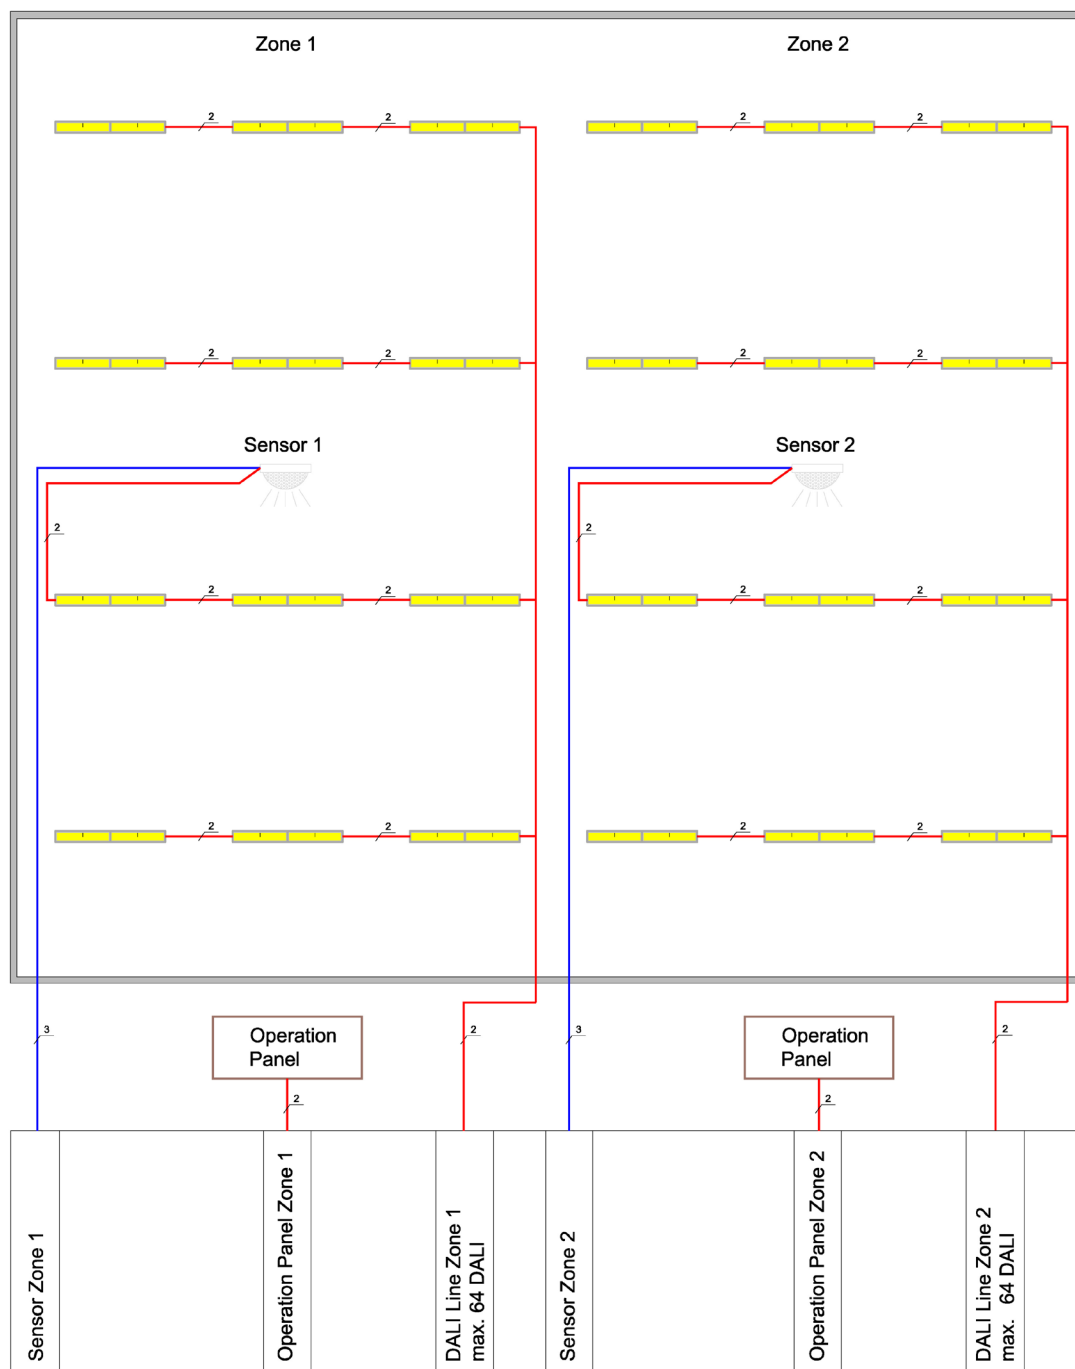 Zone 1
Zone 2
2
2
2
2
2
2
2
2
Sensor 1
Sensor 2
2
2
2
2
2
2
2
2
2
2
3
Operation
Panel
2
3
Operation
Panel
2
2
2
Sensor Zone 1
Operation Panel Zone 1
DALI Line Zone 1
max. 64 DALI
Sensor Zone 2
Operation Panel Zone 2
DALI Line Zone 2
max. 64 DALI